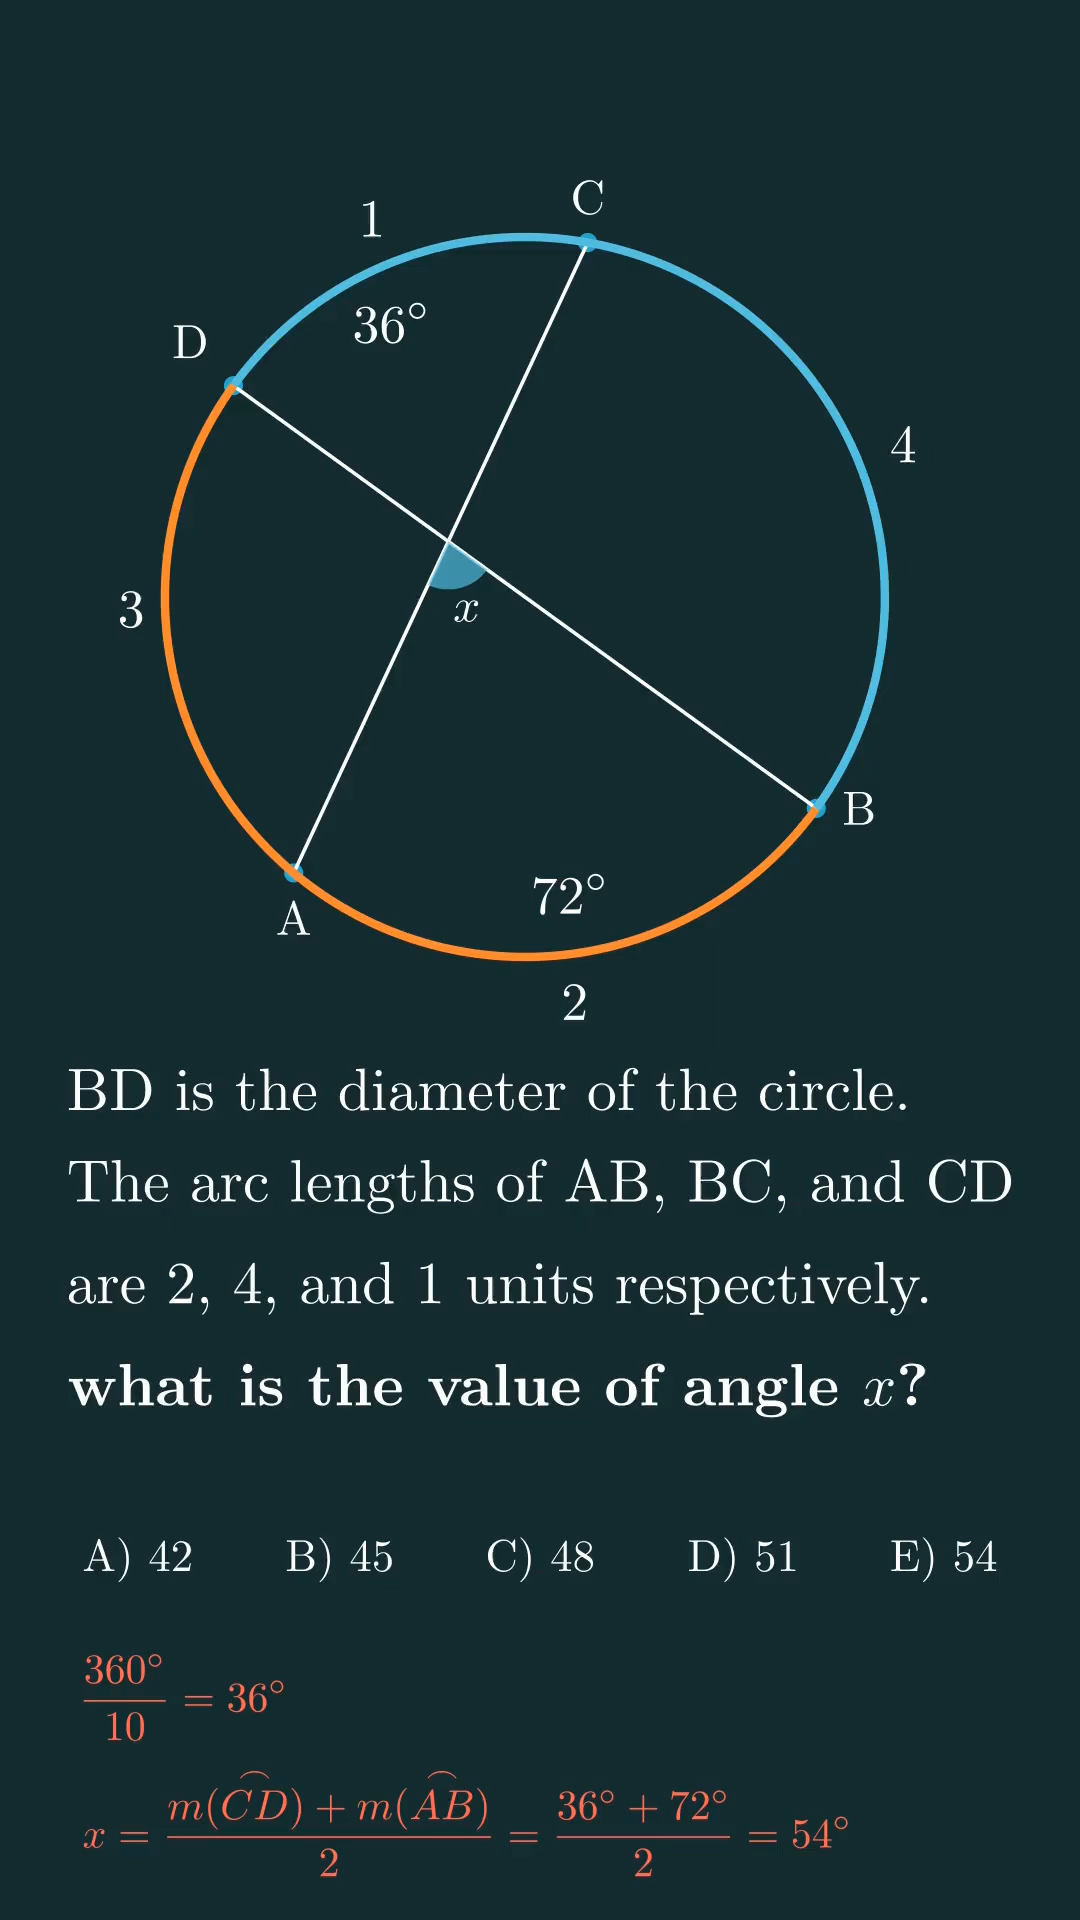 C
1
36°
D
4
3
x
B
72°
A
2
BD is the diameter of the circle.
The arc lengths of AB, BC, and CD
are 2, 4, and 1 units respectively.
what is the value of angle x?
A) 42 B) 45 C) 48 D) 51 E) 54
360°/10 = 36°
x = (m(C͡D) + m(A͡B))/2 = (36° + 72°)/2 = 54°